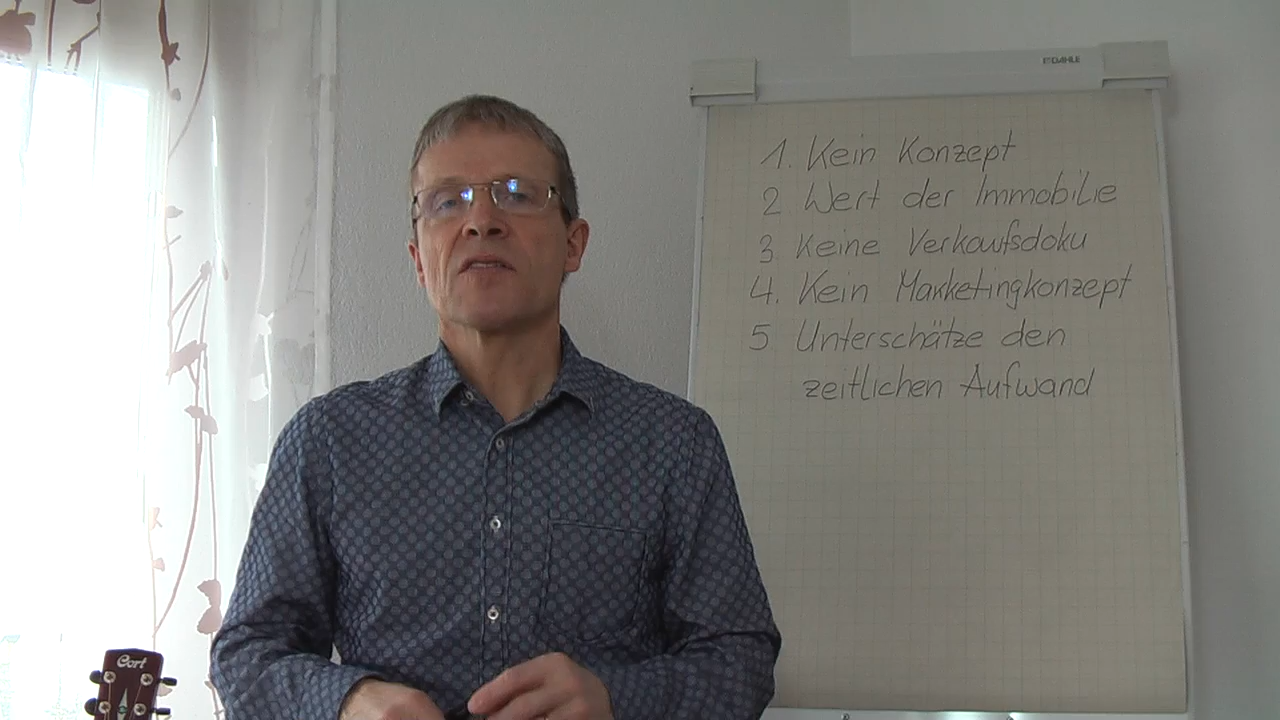 DAHLE
1. Kein Konzept
2 Wert der Immobilie
3 Keine Verkaufsdoku
4. Kein Marketingkonzept
5 Unterschätze den
zeitlichen Aufwand
Cort